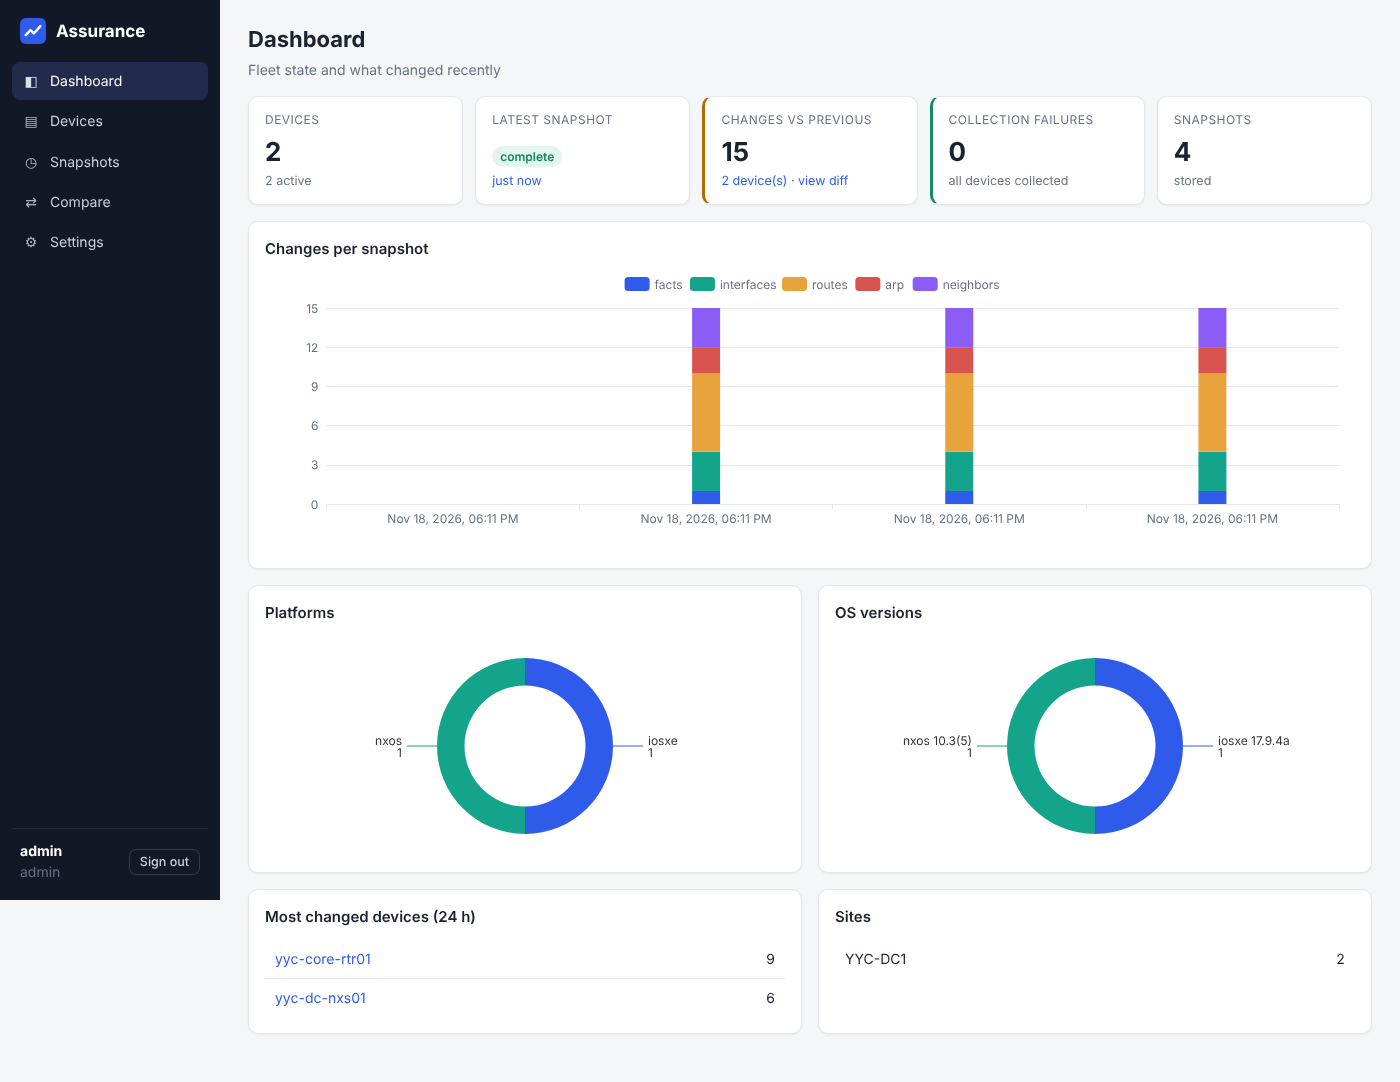 Assurance
Dashboard
Devices
Snapshots
Compare
Settings
admin
admin
Sign out
Dashboard
Fleet state and what changed recently
DEVICES
2
2 active
LATEST SNAPSHOT
complete
just now
CHANGES VS PREVIOUS
15
2 device(s) · view diff
COLLECTION FAILURES
0
all devices collected
SNAPSHOTS
4
stored
Changes per snapshot
facts interfaces routes arp neighbors
15
12
9
6
3
0
Nov 18, 2026, 06:11 PM Nov 18, 2026, 06:11 PM Nov 18, 2026, 06:11 PM Nov 18, 2026, 06:11 PM
Platforms
nxos
1
iosxe
1
OS versions
nxos 10.3(5)
1
iosxe 17.9.4a
1
Most changed devices (24 h)
yyc-core-rtr01 9
yyc-dc-nxs01 6
Sites
YYC-DC1 2